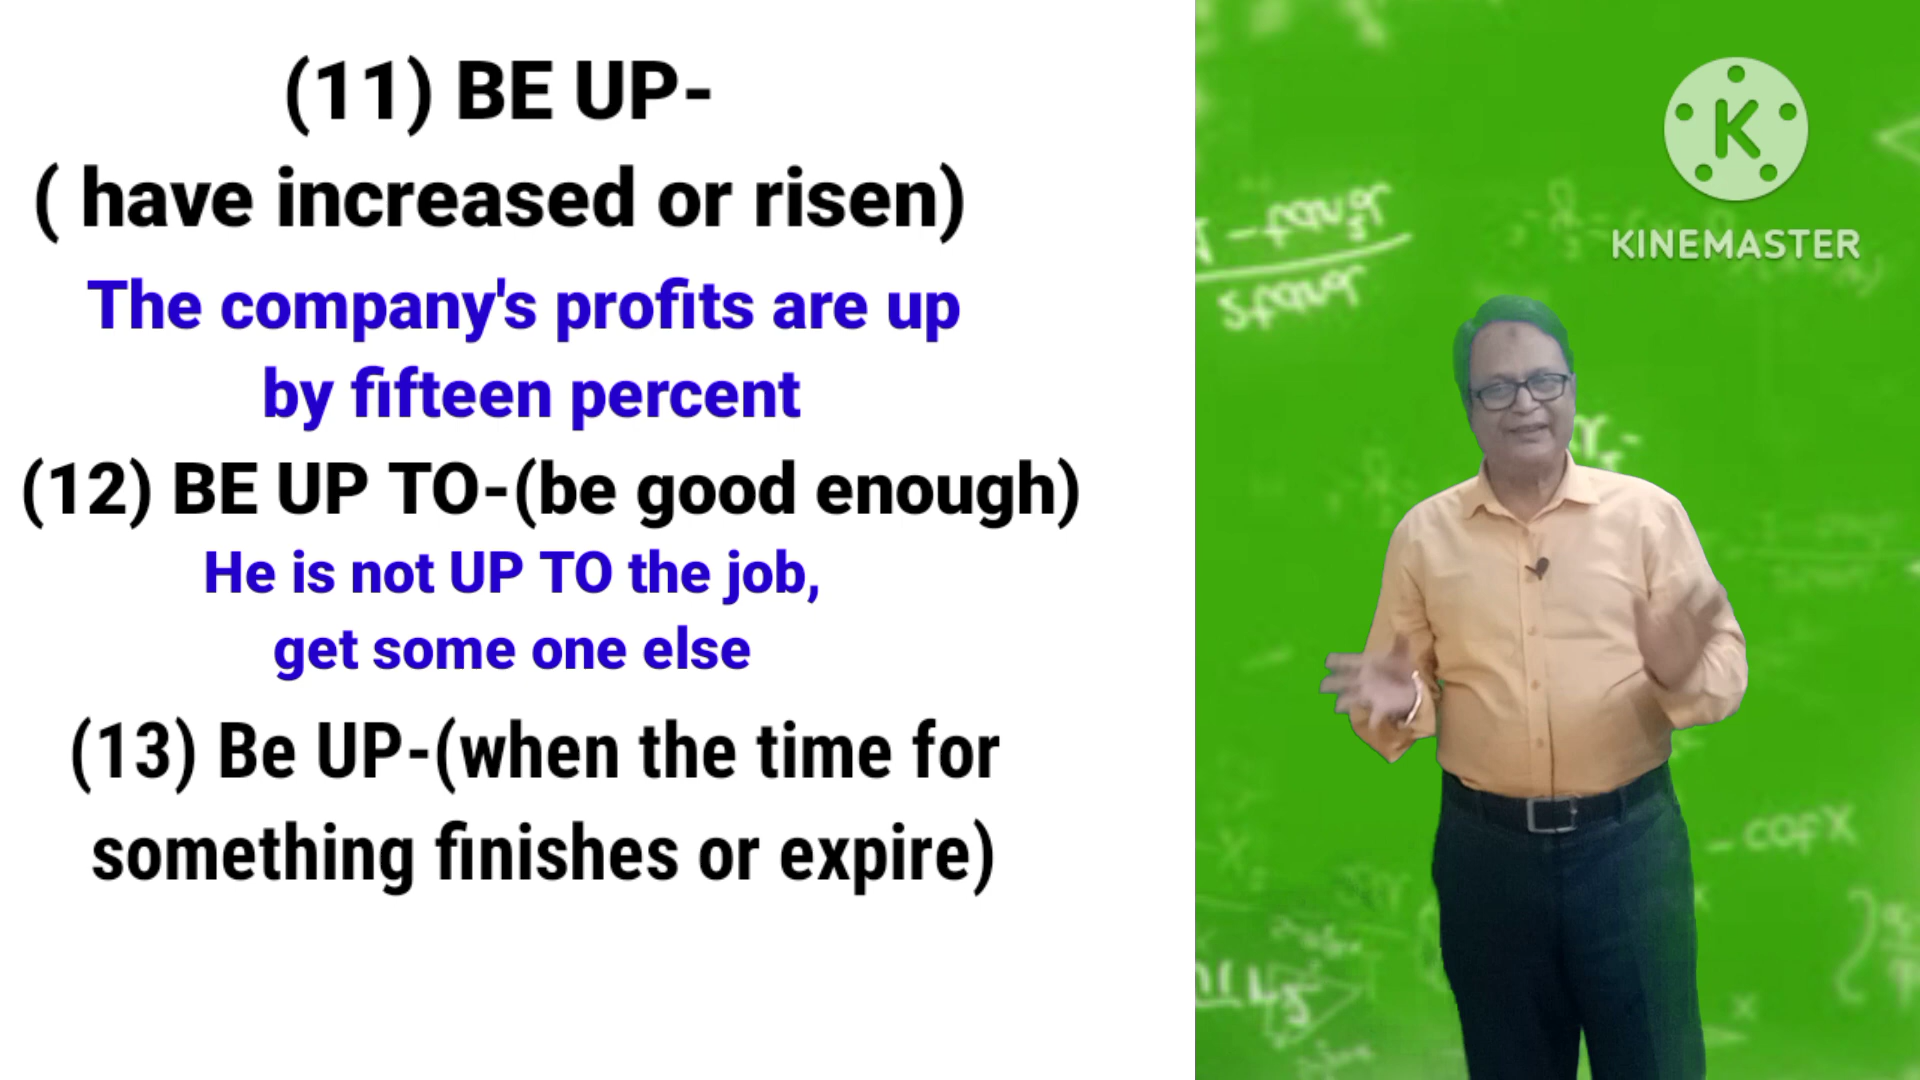 (11) BE UP-
( have increased or risen)
The company's profits are up
by fifteen percent
(12) BE UP TO-(be good enough)
He is not UP TO the job,
get some one else
(13) Be UP-(when the time for
something finishes or expire)
K
KINEMASTER